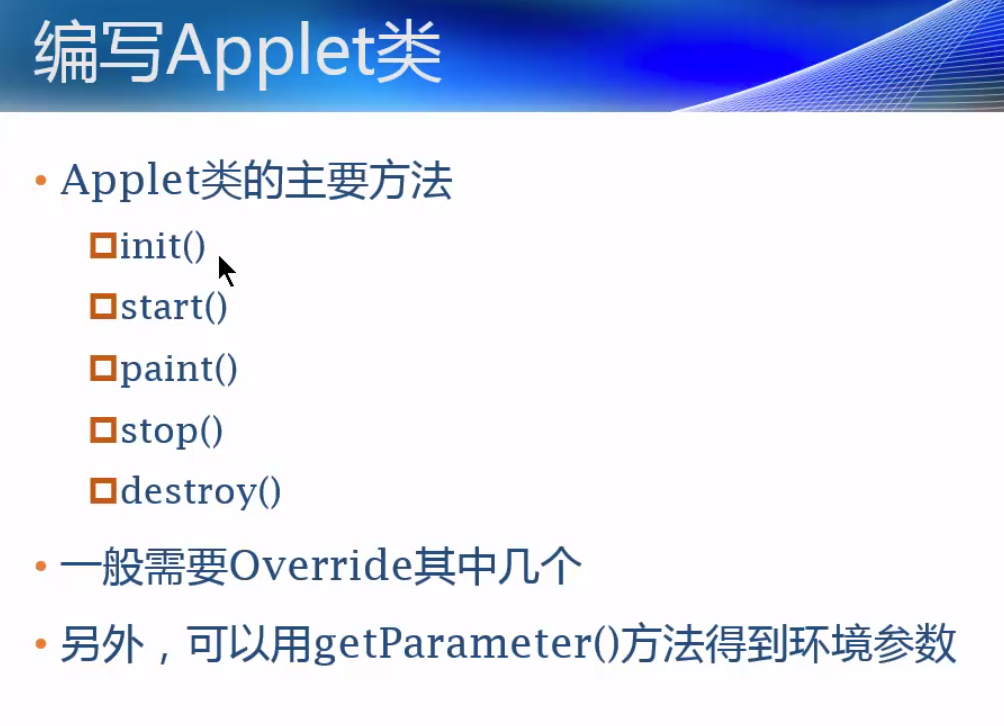 编写Applet类
• Applet类的主要方法
init()
start()
paint()
stop()
destroy()
• 一般需要Override其中几个
• 另外，可以用getParameter()方法得到环境参数